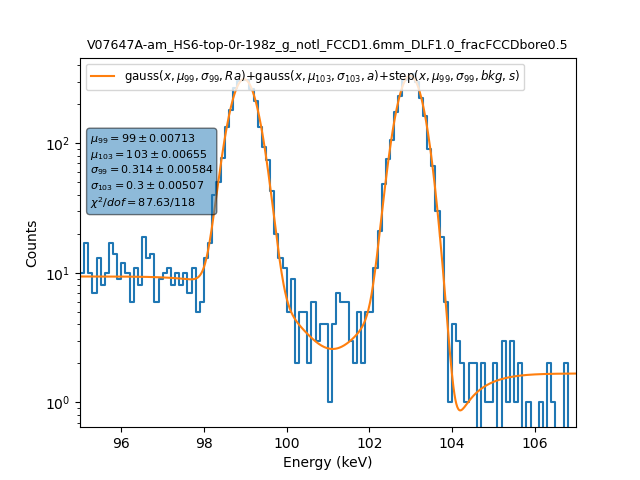 V07647A-am_HS6-top-0r-198z_g_notl_FCCD1.6mm_DLF1.0_fracFCCDbore0.5
gauss(x, μ₉₉, σ₉₉, Ra)+gauss(x, μ₁₀₃, σ₁₀₃, a)+step(x, μ₉₉, σ₉₉, bkg, s)
μ₉₉ = 99 ± 0.00713
μ₁₀₃ = 103 ± 0.00655
σ₉₉ = 0.314 ± 0.00584
σ₁₀₃ = 0.3 ± 0.00507
χ²/dof = 87.63/118
Counts
10²
10¹
10⁰
96 98 100 102 104 106
Energy (keV)